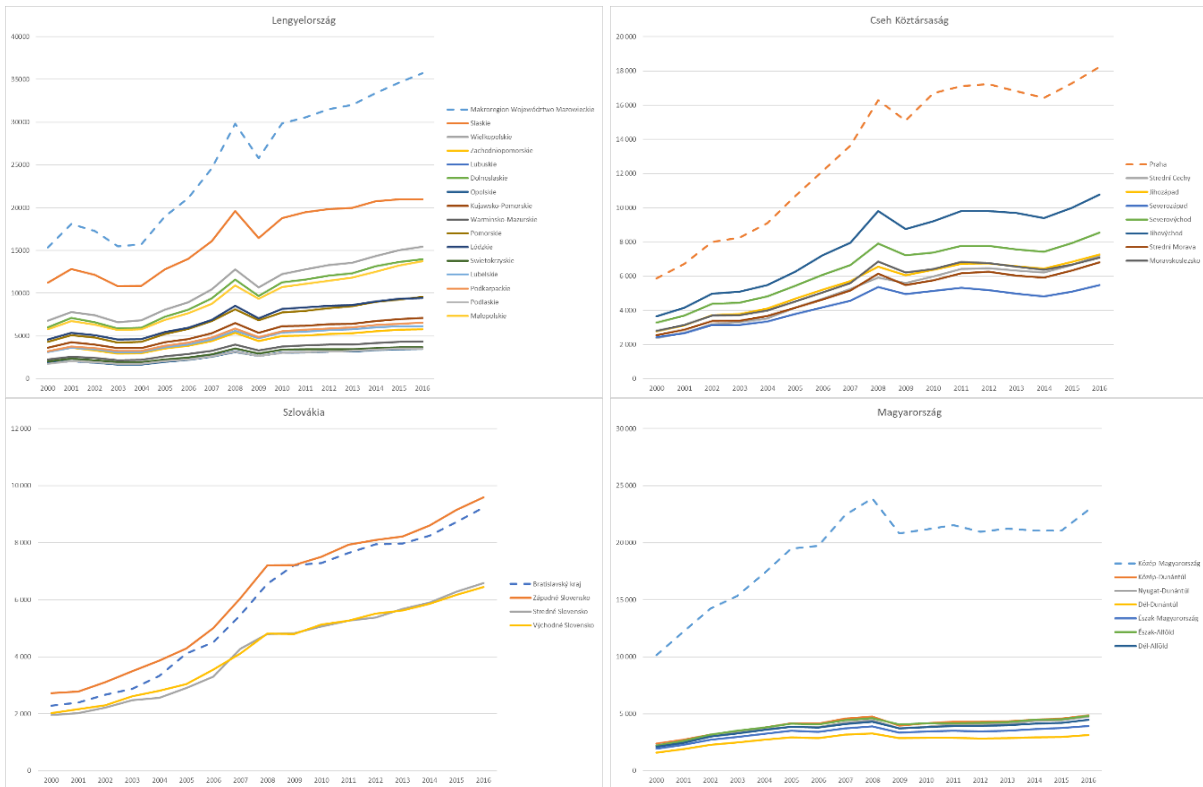 Lengyelország
40000
35000
30000
25000
20000
15000
10000
5000
0
2000 2001 2002 2003 2004 2005 2006 2007 2008 2009 2010 2011 2012 2013 2014 2015 2016
Makroregion Województwo Mazowieckie
Slaskie
Wielkopolskie
Zachodniopomorskie
Lubuskie
Dolnoslaskie
Opolskie
Kujawsko-Pomorskie
Warminsko-Mazurskie
Pomorskie
Lódzkie
Swietokrzyskie
Lubelskie
Podkarpackie
Podlaskie
Malopolskie
Cseh Köztársaság
20 000
18 000
16 000
14 000
12 000
10 000
8 000
6 000
4 000
2 000
0
2000 2001 2002 2003 2004 2005 2006 2007 2008 2009 2010 2011 2012 2013 2014 2015 2016
Praha
Strední Cechy
Jihozápad
Severozápad
Severovýchod
Jihovýchod
Strední Morava
Moravskoslezsko
Szlovákia
12 000
10 000
8 000
6 000
4 000
2 000
0
2000 2001 2002 2003 2004 2005 2006 2007 2008 2009 2010 2011 2012 2013 2014 2015 2016
Bratislavský kraj
Západné Slovensko
Stredné Slovensko
Východné Slovensko
Magyarország
30 000
25 000
20 000
15 000
10 000
5 000
0
2000 2001 2002 2003 2004 2005 2006 2007 2008 2009 2010 2011 2012 2013 2014 2015 2016
Közép-Magyarország
Közép-Dunántúl
Nyugat-Dunántúl
Dél-Dunántúl
Észak-Magyarország
Észak-Alföld
Dél-Alföld